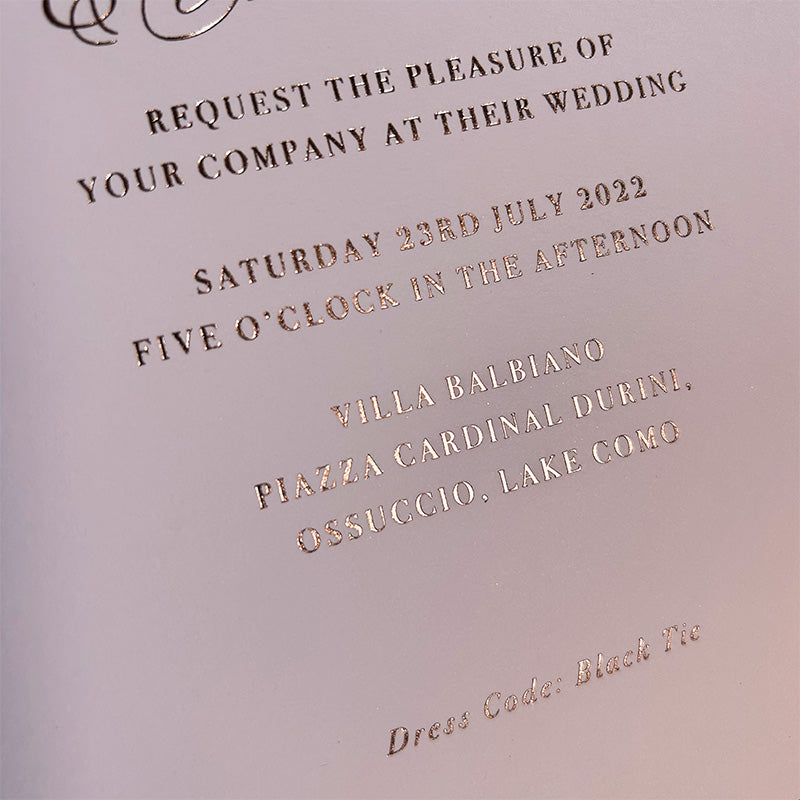 REQUEST THE PLEASURE OF
YOUR COMPANY AT THEIR WEDDING
SATURDAY 23RD JULY 2022
FIVE O'CLOCK IN THE AFTERNOON
VILLA BALBIANO
PIAZZA CARDINAL DURINI,
OSSUCCIO, LAKE COMO
Dress Code: Black Tie